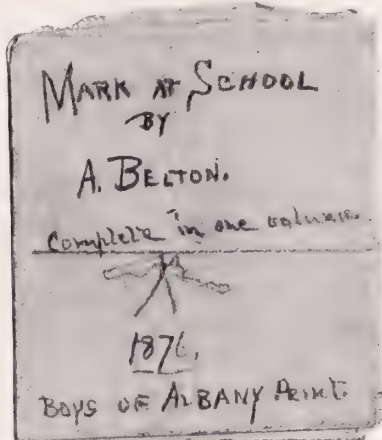 MARK AT SCHOOL
BY
A. BELTON.
Complete in one volume.
1876.
BOYS OF ALBANY PRINT.